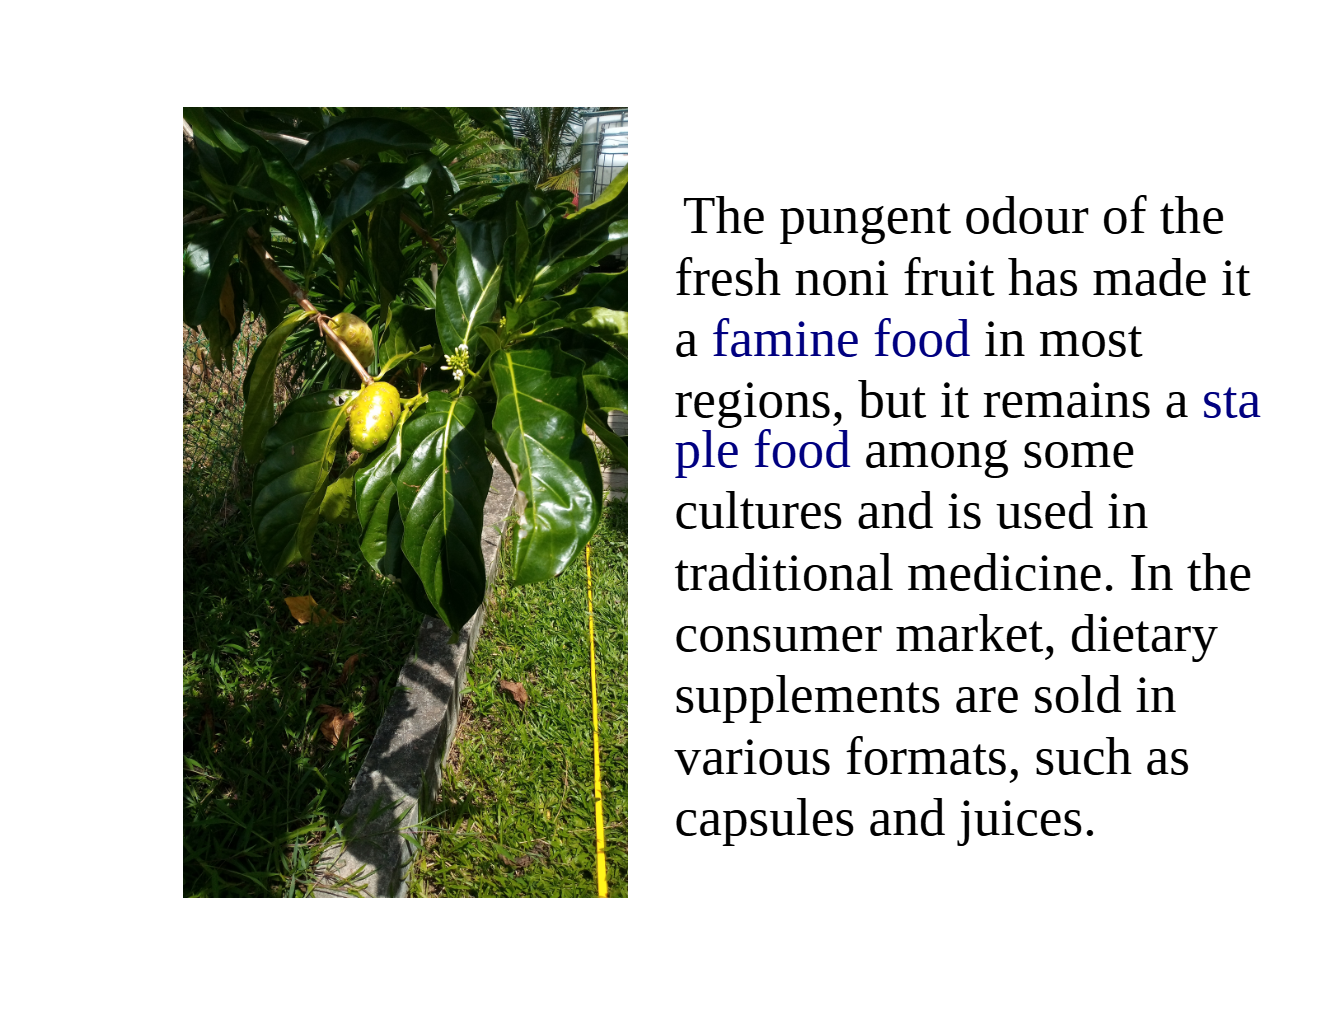 The pungent odour of the
fresh noni fruit has made it
a famine food in most
regions, but it remains a sta
ple food among some
cultures and is used in
traditional medicine. In the
consumer market, dietary
supplements are sold in
various formats, such as
capsules and juices.